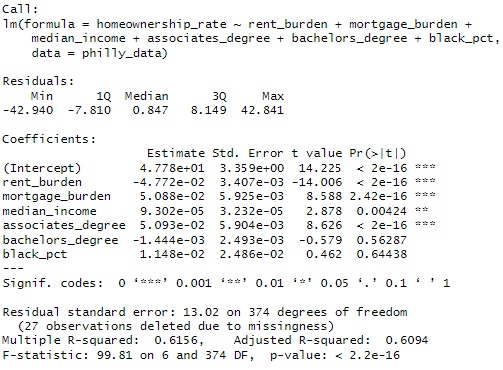 Call:
lm(formula = homeownership_rate ~ rent_burden + mortgage_burden +
    median_income + associates_degree + bachelors_degree + black_pct,
    data = philly_data)
Residuals:
    Min      1Q  Median      3Q     Max
-42.940  -7.810   0.847   8.149  42.841
Coefficients:
                    Estimate Std. Error t value Pr(>|t|)
(Intercept)        4.778e+01  3.359e+00  14.225  < 2e-16 ***
rent_burden       -4.772e-02  3.407e-03 -14.006  < 2e-16 ***
mortgage_burden    5.088e-02  5.925e-03   8.588 2.42e-16 ***
median_income      9.302e-05  3.232e-05   2.878  0.00424 **
associates_degree  5.093e-02  5.904e-03   8.626  < 2e-16 ***
bachelors_degree  -1.444e-03  2.493e-03  -0.579  0.56287
black_pct          1.148e-02  2.486e-02   0.462  0.64438
---
Signif. codes:  0 ‘***’ 0.001 ‘**’ 0.01 ‘*’ 0.05 ‘.’ 0.1 ‘ ’ 1
Residual standard error: 13.02 on 374 degrees of freedom
  (27 observations deleted due to missingness)
Multiple R-squared:  0.6156,	Adjusted R-squared:  0.6094
F-statistic: 99.81 on 6 and 374 DF,  p-value: < 2.2e-16